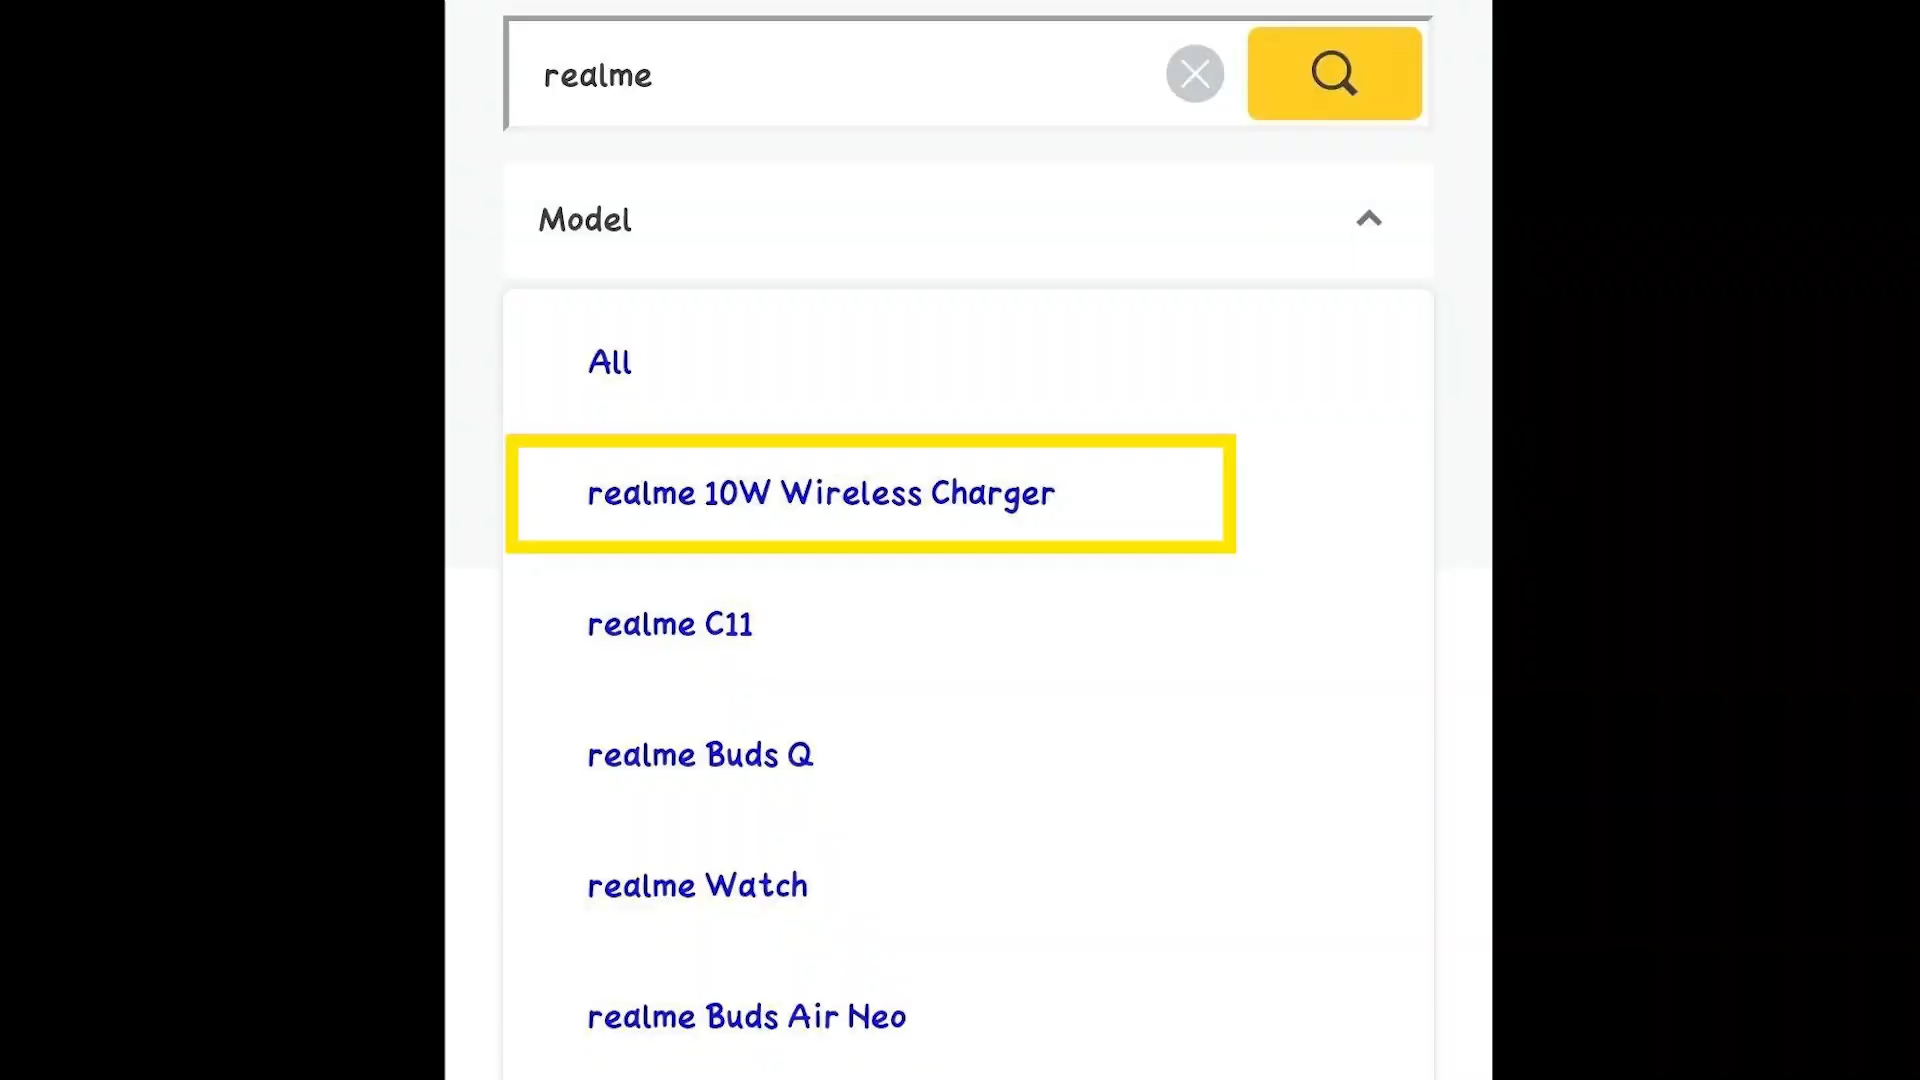 realme
Model
All
realme 10W Wireless Charger
realme C11
realme Buds Q
realme Watch
realme Buds Air Neo